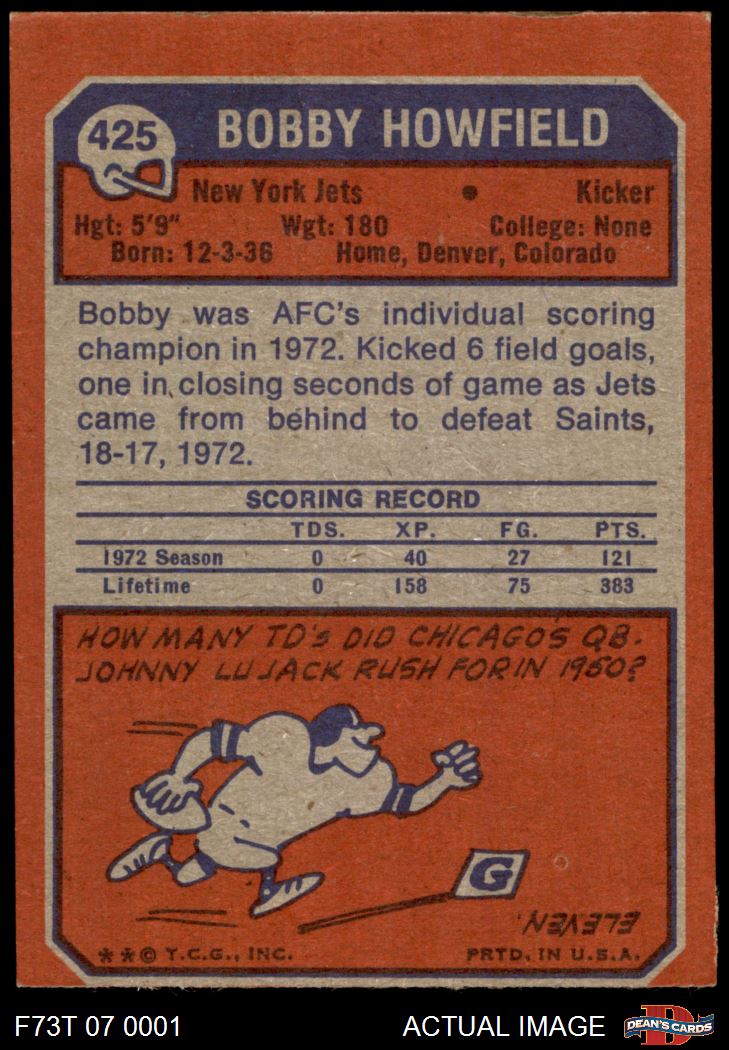 425
BOBBY HOWFIELD
New York Jets • Kicker
Hgt: 5'9" Wgt: 180 College: None
Born: 12-3-36 Home, Denver, Colorado
Bobby was AFC's individual scoring
champion in 1972. Kicked 6 field goals,
one in closing seconds of game as Jets
came from behind to defeat Saints,
18-17, 1972.
SCORING RECORD
TDS. XP. FG. PTS.
1972 Season 0 40 27 121
Lifetime 0 158 75 383
HOW MANY TD'S DID CHICAGO'S QB.
JOHNNY LUJACK RUSH FOR IN 1950?
G
ELEVEN.
**© T.C.G., INC. PRTD. IN U.S.A.
F73T 07 0001 ACTUAL IMAGE
D
DEAN'S CARDS